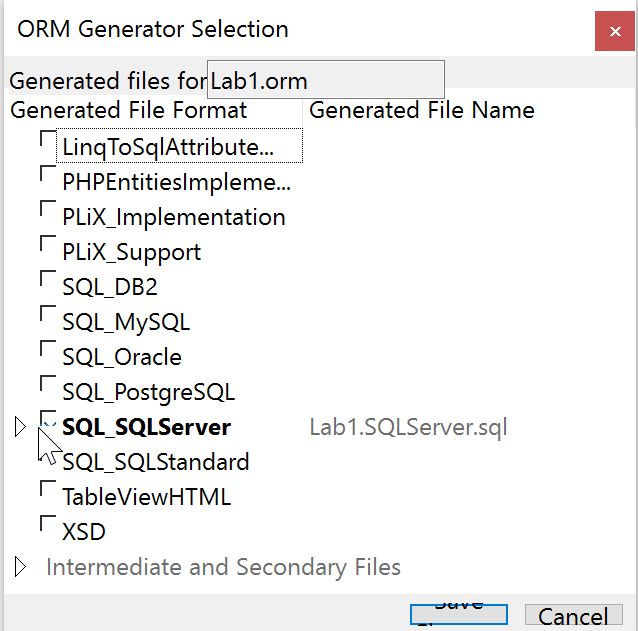 ORM Generator Selection
Generated files for Lab1.orm
Generated File Format Generated File Name
LinqToSqlAttribute...
PHPEntitiesImpleme...
PLiX_Implementation
PLiX_Support
SQL_DB2
SQL_MySQL
SQL_Oracle
SQL_PostgreSQL
SQL_SQLServer Lab1.SQLServer.sql
SQL_SQLStandard
TableViewHTML
XSD
Intermediate and Secondary Files
Save Cancel